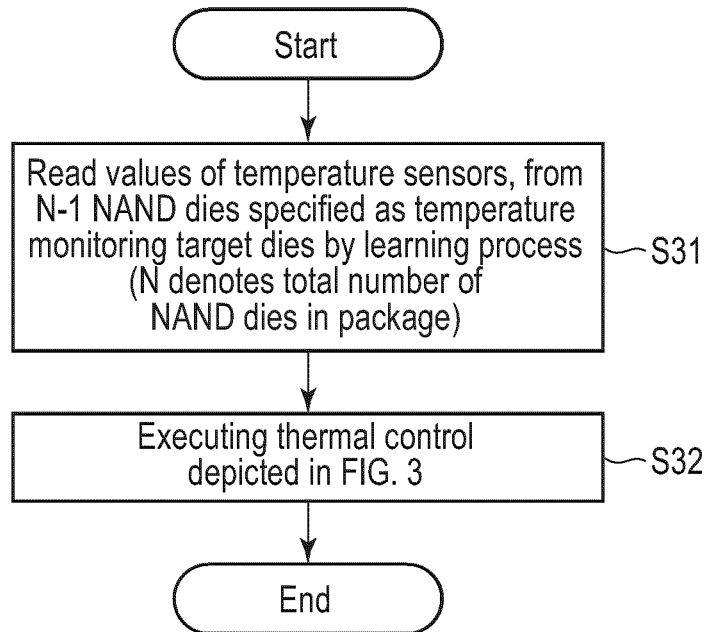 Start
Read values of temperature sensors, from
N-1 NAND dies specified as temperature
monitoring target dies by learning process
(N denotes total number of
NAND dies in package)
S31
Executing thermal control
depicted in FIG. 3
S32
End